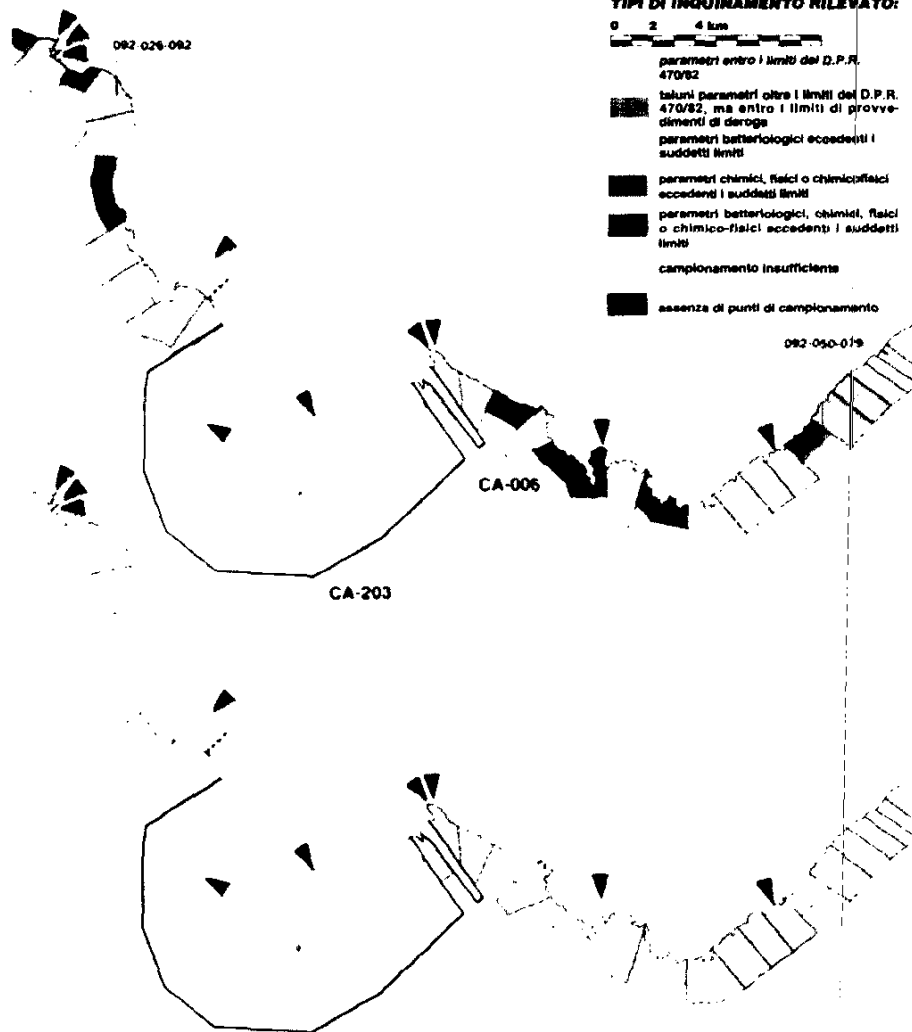 TIPI DI INQUINAMENTO RILEVATO:
0 2 4 km
092-026-092
parametri entro i limiti del D.P.R.
470/82
taluni parametri oltre i limiti del D.P.R.
470/82, ma entro i limiti di provve-
dimenti di deroga
parametri batteriologici eccedenti i
suddetti limiti
parametri chimici, fisici o chimico-fisici
eccedenti i suddetti limiti
parametri batteriologici, chimici, fisici
o chimico-fisici eccedenti i suddetti
limiti
campionamento insufficiente
assenza di punti di campionamento
092-050-019
CA-006
CA-203